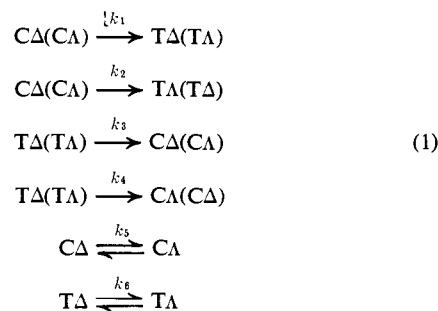 CΔ(CΛ) —k₁→ TΔ(TΛ)
CΔ(CΛ) —k₂→ TΛ(TΔ)
TΔ(TΛ) —k₃→ CΔ(CΛ) (1)
TΔ(TΛ) —k₄→ CΛ(CΔ)
CΔ ⇌k₅ CΛ
TΔ ⇌k₆ TΛ